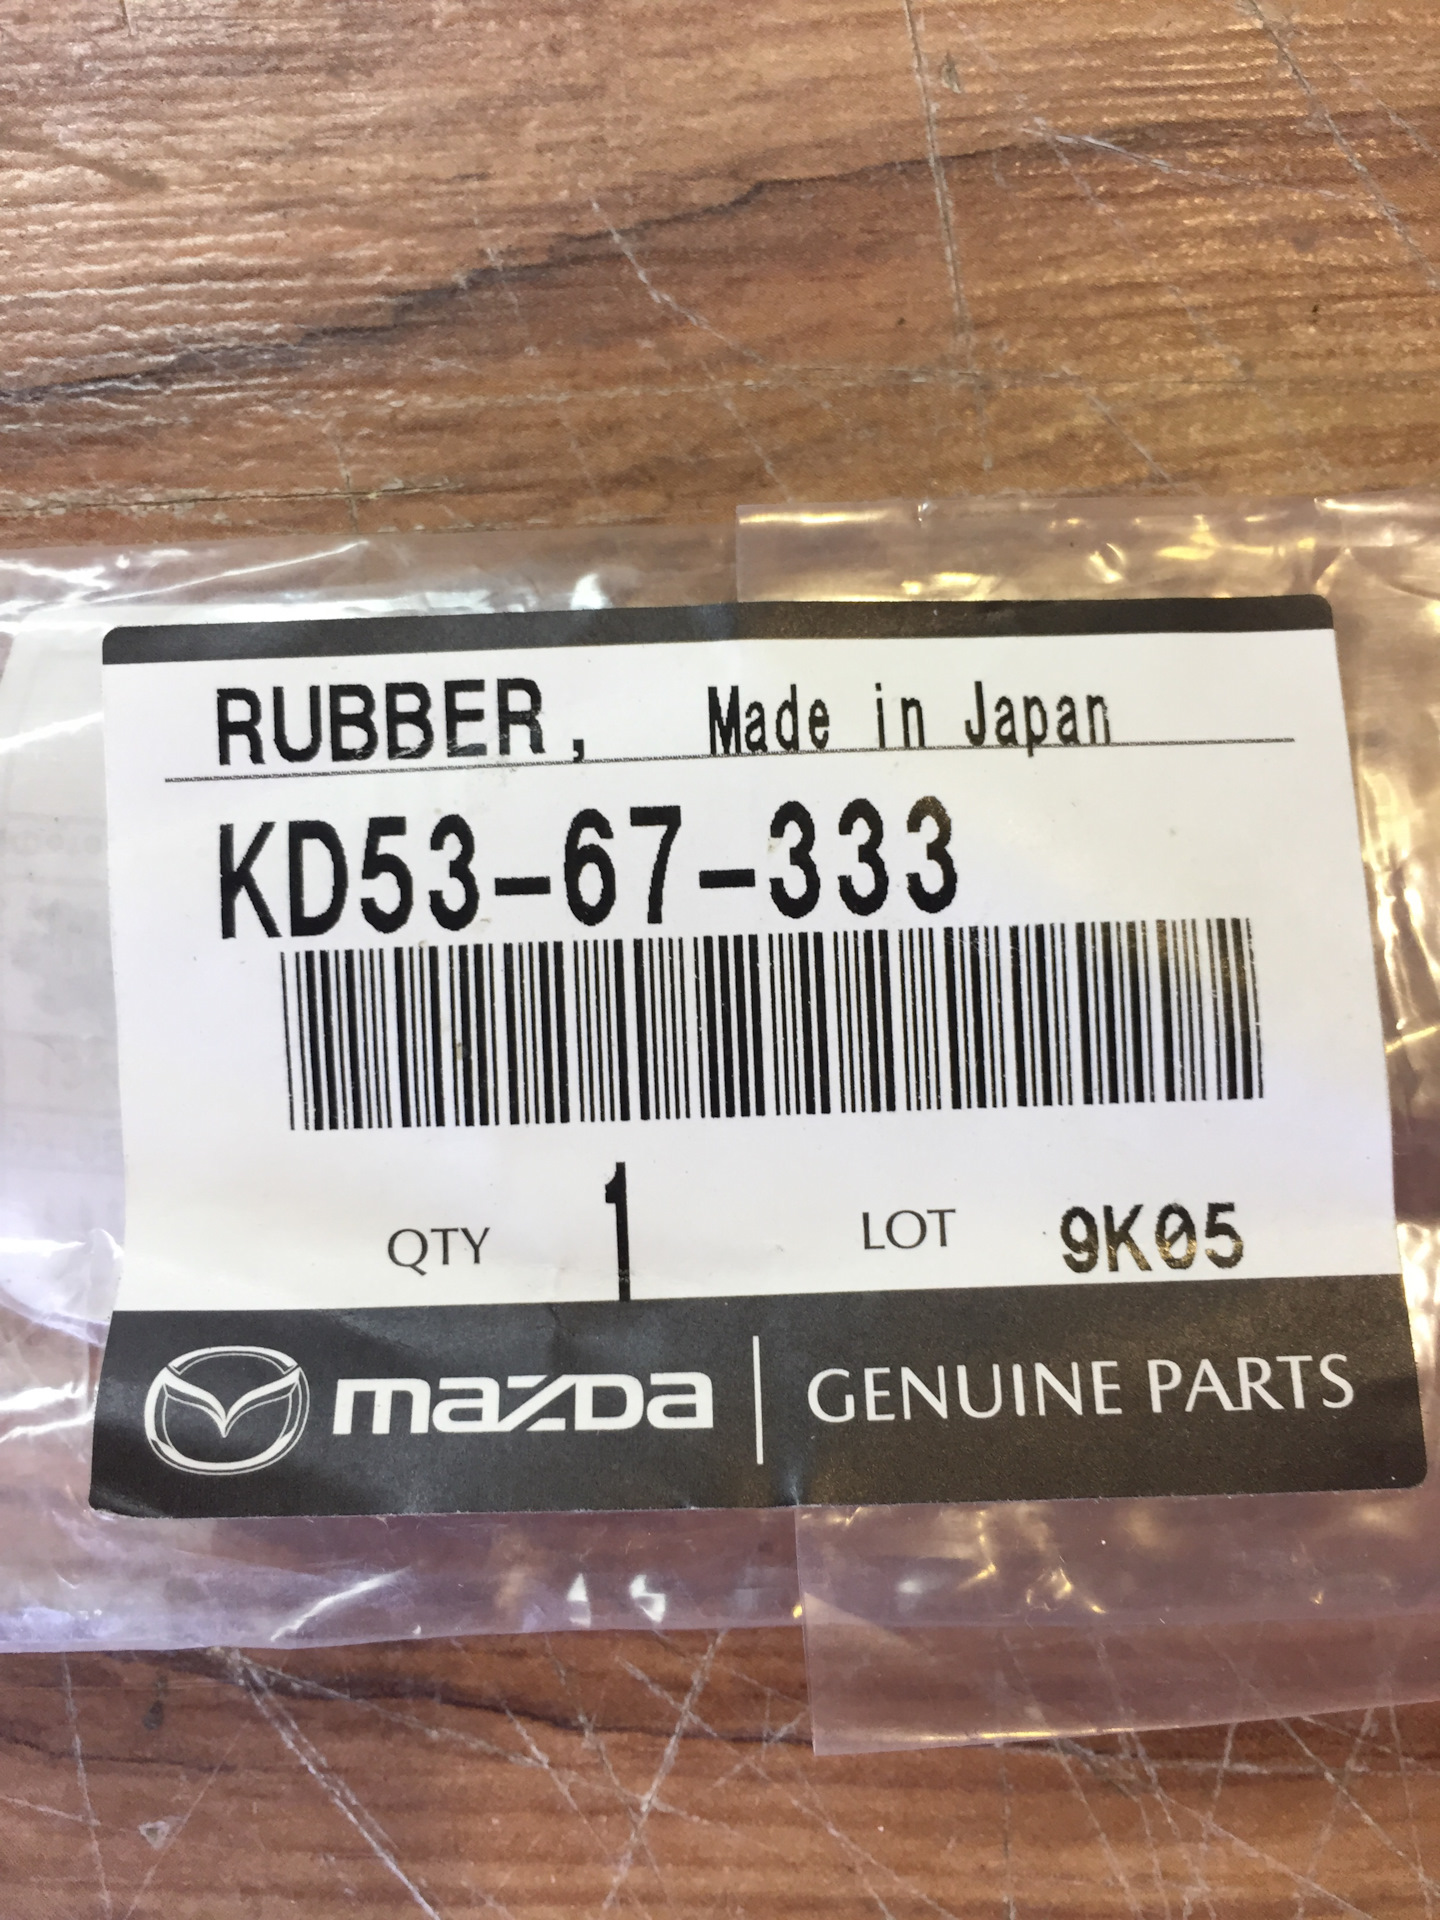 RUBBER, Made in Japan
KD53-67-333
QTY 1 LOT 9K05
mazda GENUINE PARTS